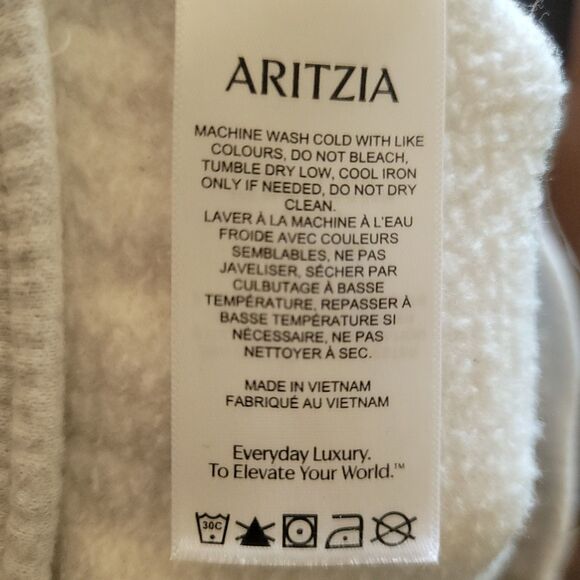 ARITZIA
MACHINE WASH COLD WITH LIKE
COLOURS, DO NOT BLEACH,
TUMBLE DRY LOW, COOL IRON
ONLY IF NEEDED, DO NOT DRY
CLEAN.
LAVER À LA MACHINE À L'EAU
FROIDE AVEC COULEURS
SEMBLABLES, NE PAS
JAVELISER, SÉCHER PAR
CULBUTAGE À BASSE
TEMPÉRATURE, REPASSER À
BASSE TEMPÉRATURE SI
NÉCESSAIRE, NE PAS
NETTOYER À SEC.
MADE IN VIETNAM
FABRIQUÉ AU VIETNAM
Everyday Luxury.
To Elevate Your World.™
30C